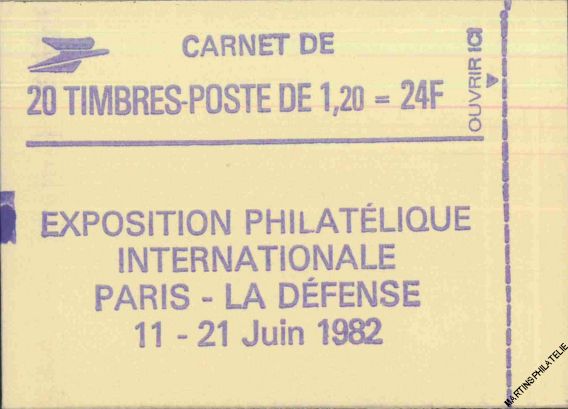 CARNET DE
20 TIMBRES-POSTE DE 1,20 = 24F
OUVRIR ICI
EXPOSITION PHILATÉLIQUE
INTERNATIONALE
PARIS - LA DÉFENSE
11 - 21 Juin 1982
MARTINSPHILATELIE